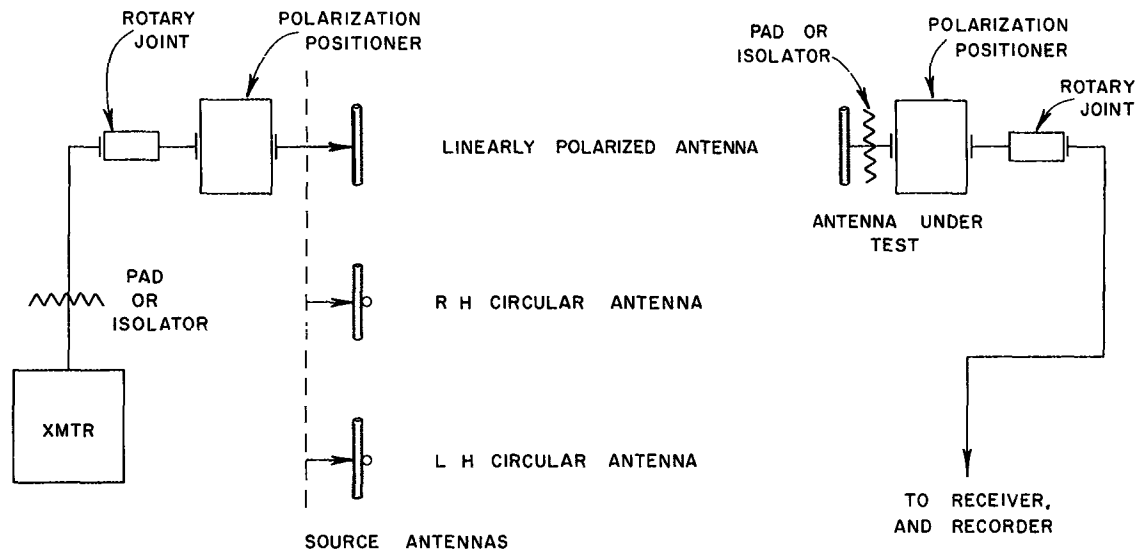 ROTARY
JOINT
POLARIZATION
POSITIONER
PAD OR
ISOLATOR
POLARIZATION
POSITIONER
ROTARY
JOINT
LINEARLY POLARIZED ANTENNA
ANTENNA UNDER
TEST
PAD
OR
ISOLATOR
R H CIRCULAR ANTENNA
XMTR
L H CIRCULAR ANTENNA
TO RECEIVER,
AND RECORDER
SOURCE ANTENNAS